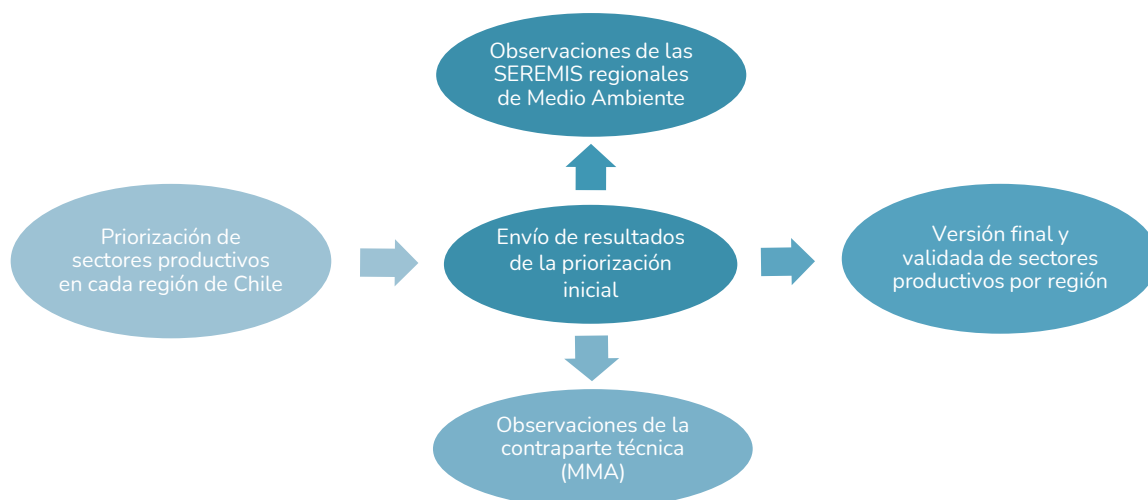 Observaciones de las
SEREMIS regionales
de Medio Ambiente
Priorización de
sectores productivos
en cada región de Chile
Envío de resultados
de la priorización
inicial
Versión final y
validada de sectores
productivos por región
Observaciones de la
contraparte técnica
(MMA)